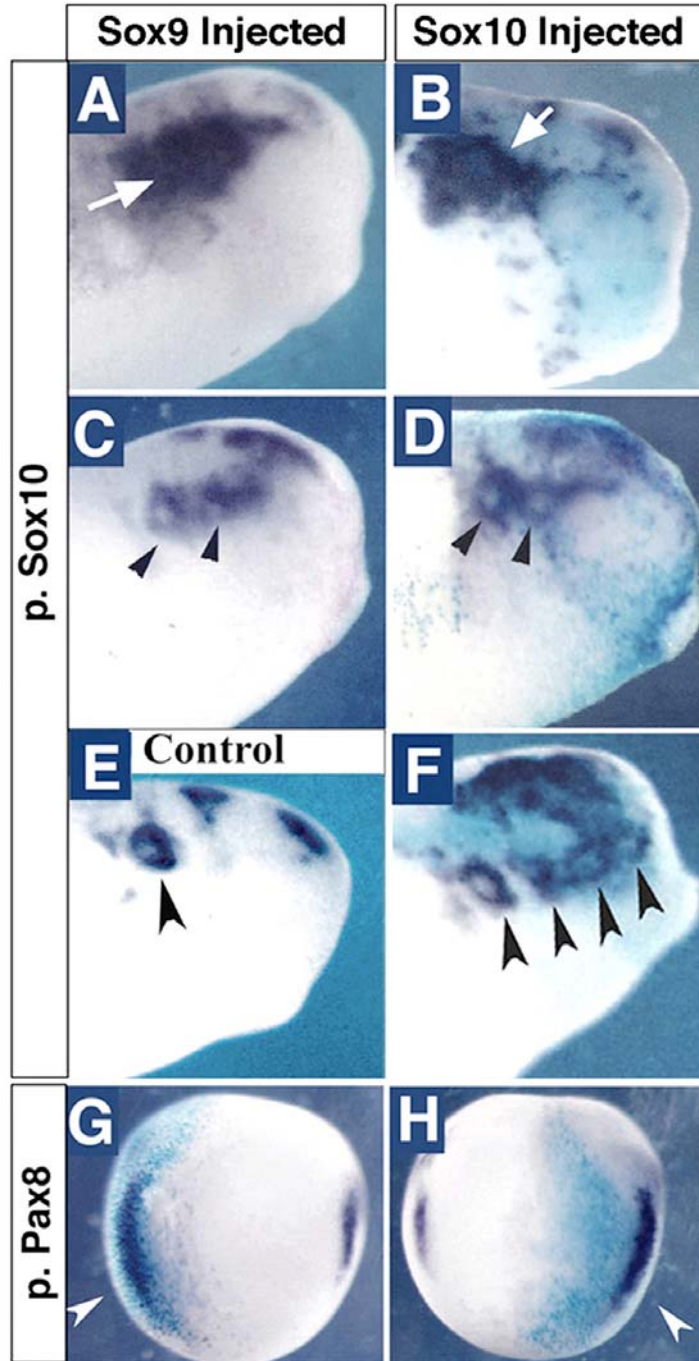 Sox9 Injected
Sox10 Injected
p. Sox10
A
B
C
D
E
Control
F
p. Pax8
G
H